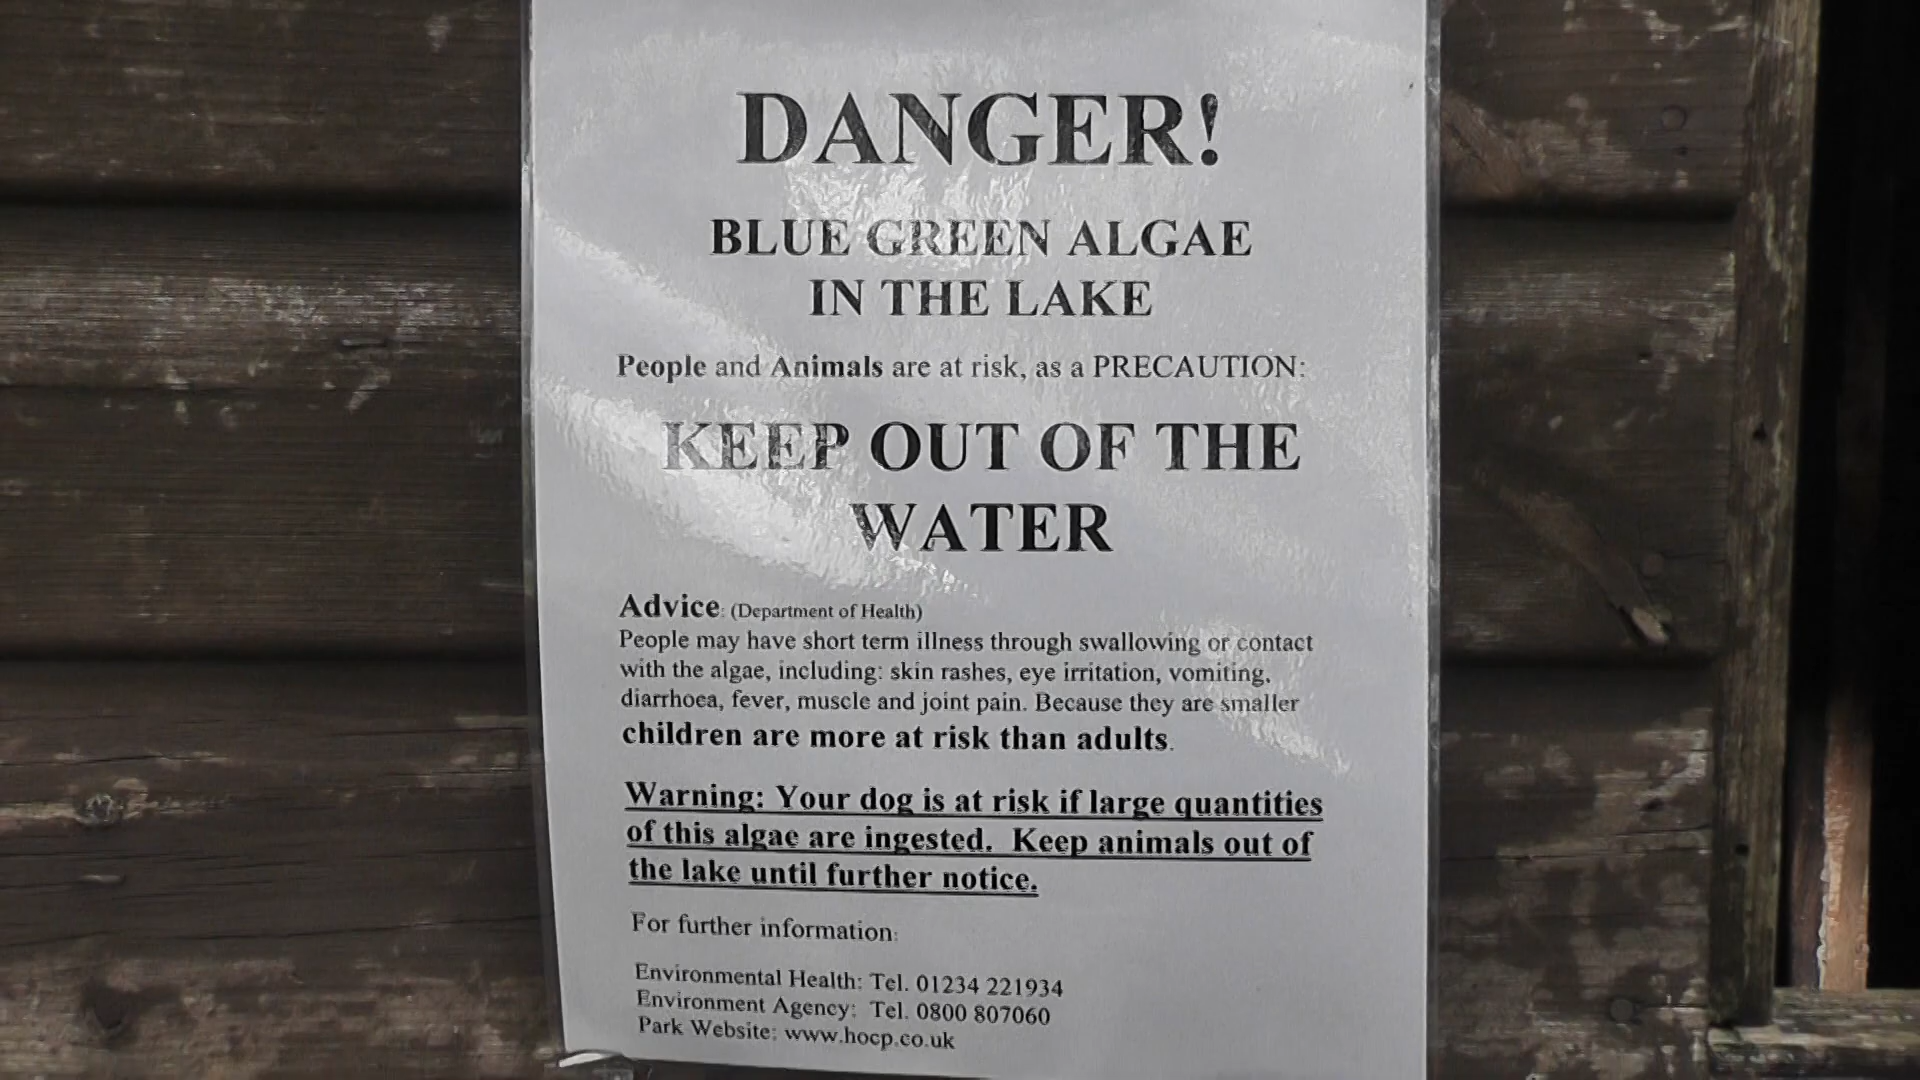 DANGER!
BLUE GREEN ALGAE
IN THE LAKE
People and Animals are at risk, as a PRECAUTION:
KEEP OUT OF THE
WATER
Advice: (Department of Health)
People may have short term illness through swallowing or contact
with the algae, including: skin rashes, eye irritation, vomiting,
diarrhoea, fever, muscle and joint pain. Because they are smaller
children are more at risk than adults.
Warning: Your dog is at risk if large quantities
of this algae are ingested. Keep animals out of
the lake until further notice.
For further information:
Environmental Health: Tel. 01234 221934
Environment Agency: Tel. 0800 807060
Park Website: www.hocp.co.uk